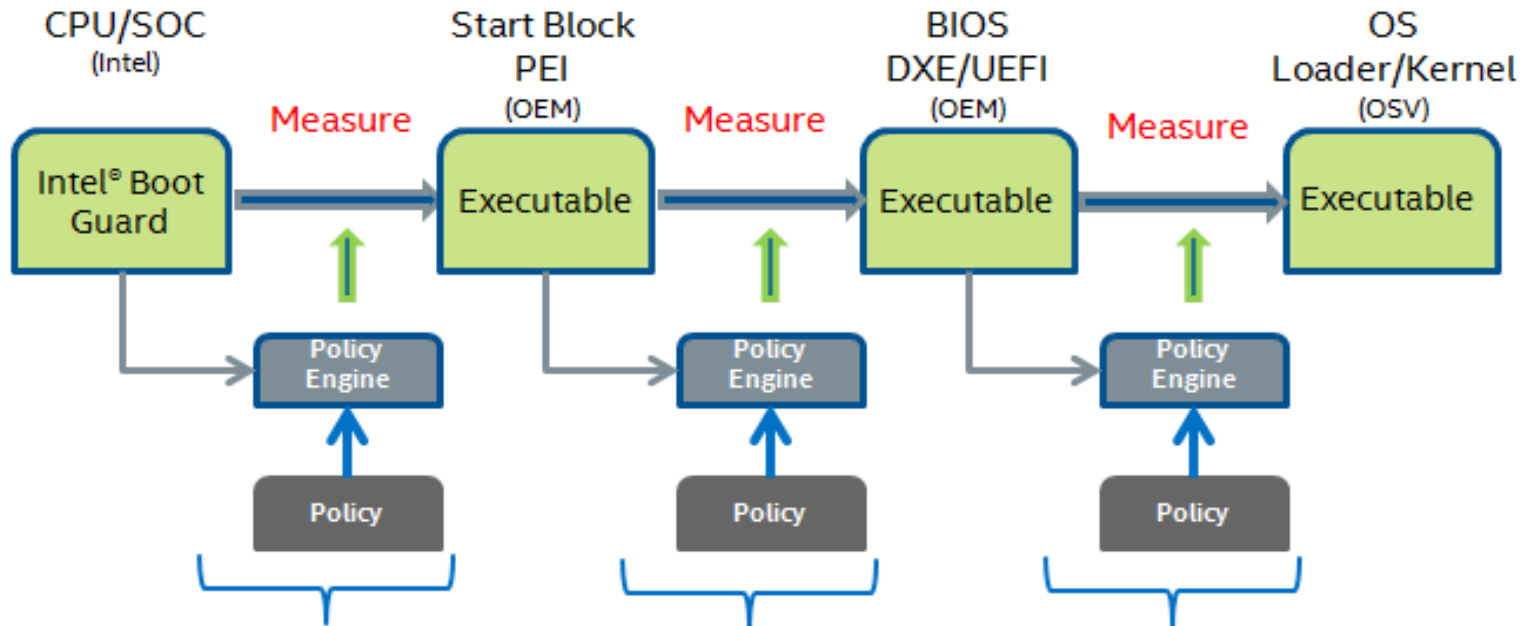 CPU/SOC
(Intel)
Start Block
PEI
(OEM)
BIOS
DXE/UEFI
(OEM)
OS
Loader/Kernel
(OSV)
Measure
Measure
Measure
Intel® Boot
Guard
Executable
Executable
Executable
Policy
Engine
Policy
Engine
Policy
Engine
Policy
Policy
Policy